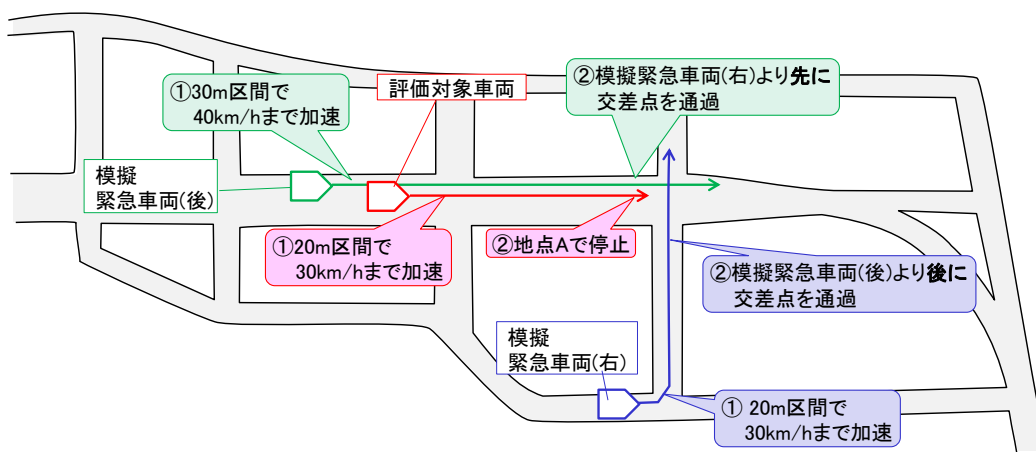 ①30m区間で
40km/hまで加速
評価対象車両
②模擬緊急車両(右)より先に
交差点を通過
模擬
緊急車両(後)
①20m区間で
30km/hまで加速
②地点Aで停止
②模擬緊急車両(後)より後に
交差点を通過
模擬
緊急車両(右)
① 20m区間で
30km/hまで加速